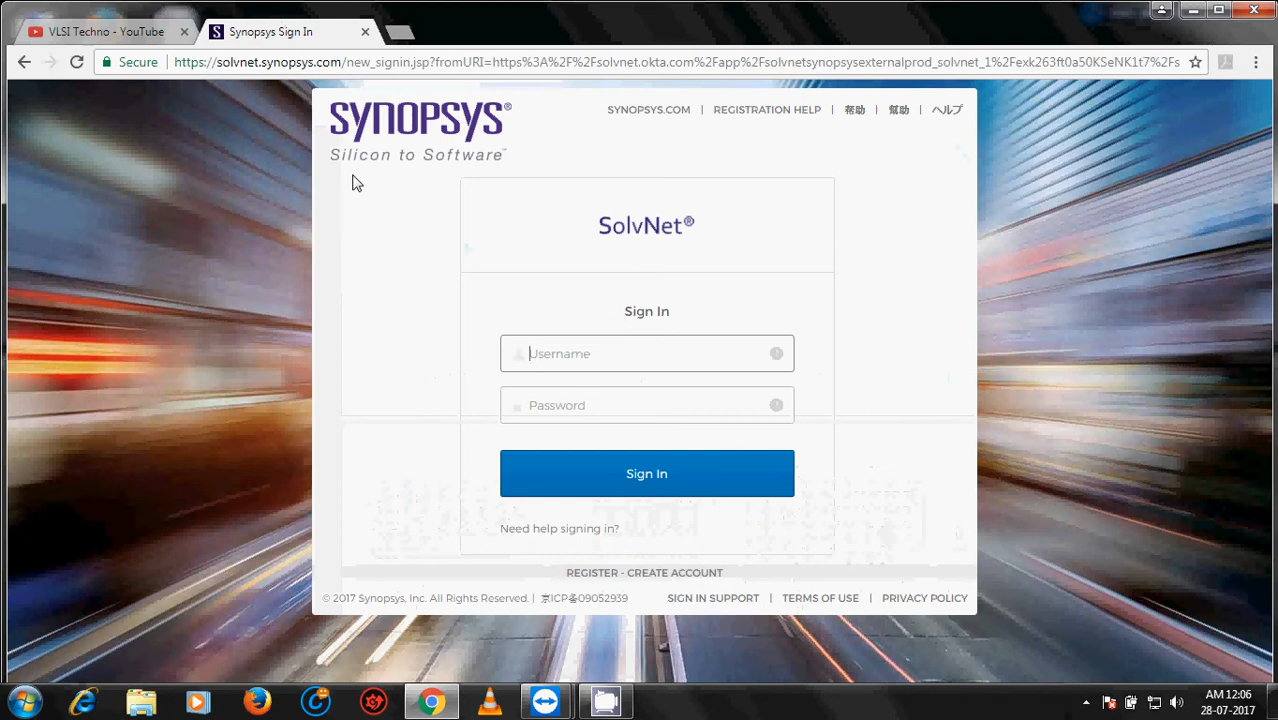 VLSI Techno - YouTube
Synopsys Sign In
Secure
https://solvnet.synopsys.com/new_signin.jsp?fromURI=https%3A%2F%2Fsolvnet.okta.com%2Fapp%2Fsolvnetsynopsysexternalprod_solvnet_1%2Fexk263ft0a50KSeNK1t7%2Fs
SYNOPSYS®
Silicon to Software™
SYNOPSYS.COM | REGISTRATION HELP | 帮助 | 幫助 | ヘルプ
SolvNet®
Sign In
Username
Password
Sign In
Need help signing in?
REGISTER - CREATE ACCOUNT
© 2017 Synopsys, Inc. All Rights Reserved. | 京ICP备09052939
SIGN IN SUPPORT | TERMS OF USE | PRIVACY POLICY
AM 12:06
28-07-2017